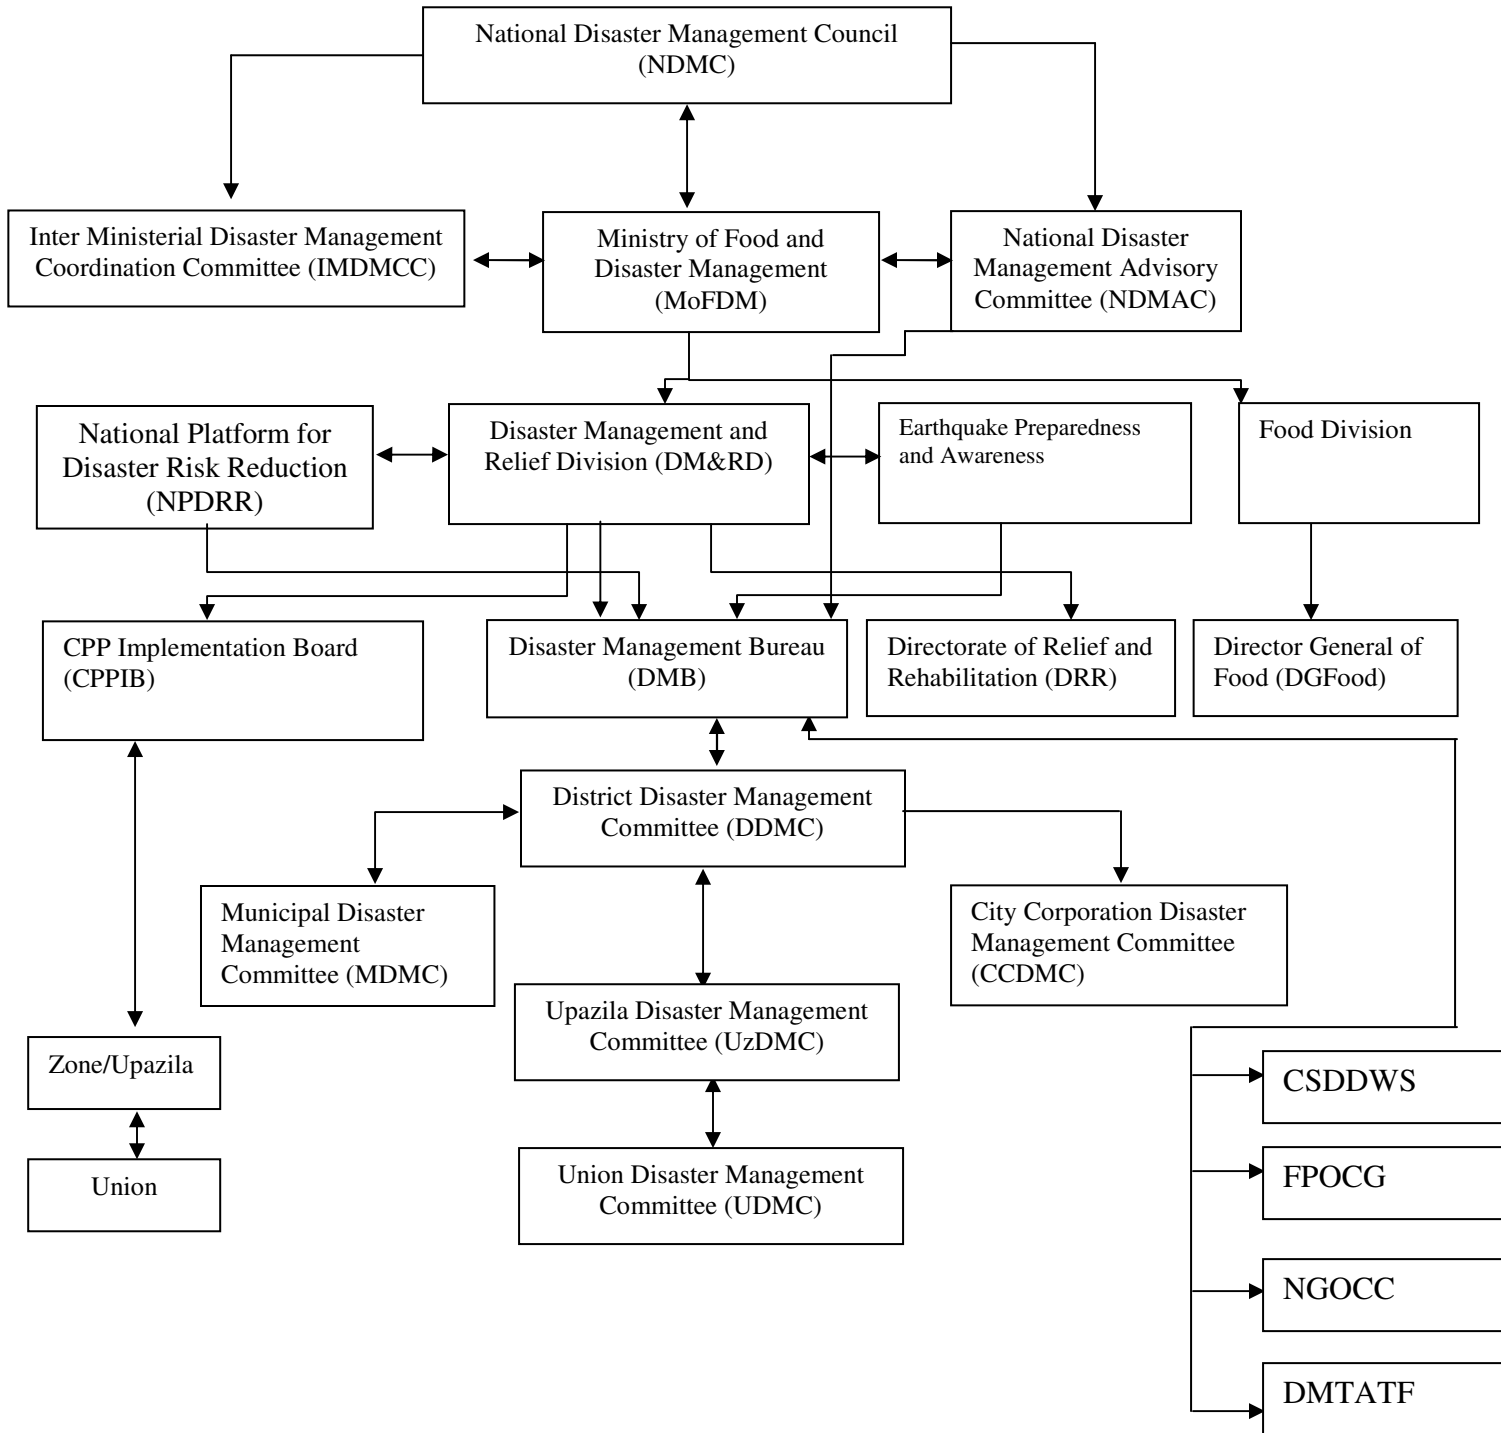 National Disaster Management Council
(NDMC)
Inter Ministerial Disaster Management
Coordination Committee (IMDMCC)
Ministry of Food and
Disaster Management
(MoFDM)
National Disaster
Management Advisory
Committee (NDMAC)
National Platform for
Disaster Risk Reduction
(NPDRR)
Disaster Management and
Relief Division (DM&RD)
Earthquake Preparedness
and Awareness
Food Division
CPP Implementation Board
(CPPIB)
Disaster Management Bureau
(DMB)
Directorate of Relief and
Rehabilitation (DRR)
Director General of
Food (DGFood)
District Disaster Management
Committee (DDMC)
Municipal Disaster
Management
Committee (MDMC)
City Corporation Disaster
Management Committee
(CCDMC)
Upazila Disaster Management
Committee (UzDMC)
Zone/Upazila
Union
Union Disaster Management
Committee (UDMC)
CSDDWS
FPOCG
NGOCC
DMTATF